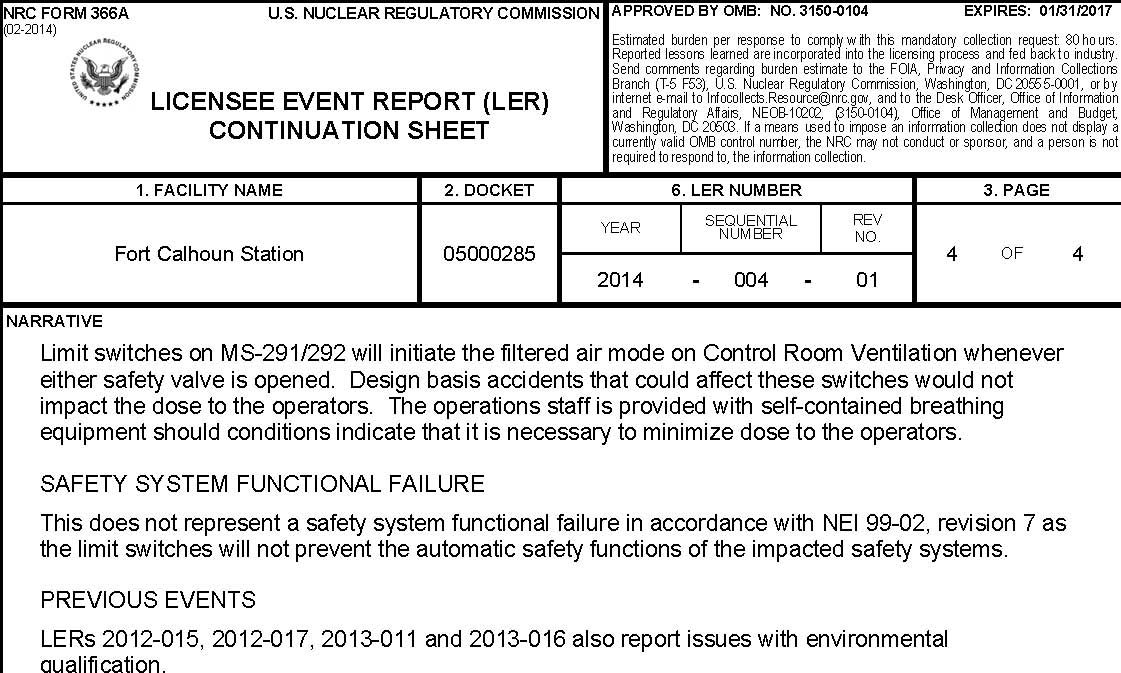 NRC FORM 366A
(02-2014)
U.S. NUCLEAR REGULATORY COMMISSION
LICENSEE EVENT REPORT (LER)
CONTINUATION SHEET
APPROVED BY OMB: NO. 3150-0104 EXPIRES: 01/31/2017
Estimated burden per response to comply with this mandatory collection request: 80 hours.
Reported lessons learned are incorporated into the licensing process and fed back to industry.
Send comments regarding burden estimate to the FOIA, Privacy and Information Collections
Branch (T-5 F53), U.S. Nuclear Regulatory Commission, Washington, DC 20555-0001, or by
internet e-mail to Infocollects.Resource@nrc.gov, and to the Desk Officer, Office of Information
and Regulatory Affairs, NEOB-10202, (3150-0104), Office of Management and Budget,
Washington, DC 20503. If a means used to impose an information collection does not display a
currently valid OMB control number, the NRC may not conduct or sponsor, and a person is not
required to respond to, the information collection.
1. FACILITY NAME 2. DOCKET 6. LER NUMBER 3. PAGE
Fort Calhoun Station
05000285
YEAR SEQUENTIAL NUMBER REV NO.
2014 - 004 - 01
4 OF 4
NARRATIVE
Limit switches on MS-291/292 will initiate the filtered air mode on Control Room Ventilation whenever
either safety valve is opened. Design basis accidents that could affect these switches would not
impact the dose to the operators. The operations staff is provided with self-contained breathing
equipment should conditions indicate that it is necessary to minimize dose to the operators.
SAFETY SYSTEM FUNCTIONAL FAILURE
This does not represent a safety system functional failure in accordance with NEI 99-02, revision 7 as
the limit switches will not prevent the automatic safety functions of the impacted safety systems.
PREVIOUS EVENTS
LERs 2012-015, 2012-017, 2013-011 and 2013-016 also report issues with environmental
qualification.